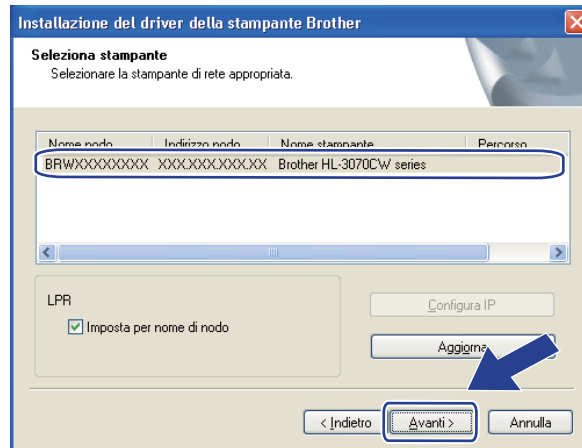 Installazione del driver della stampante Brother
Seleziona stampante
Selezionare la stampante di rete appropriata.
Nome nodo Indirizzo nodo Nome stampante Percorso
BRWXXXXXXXX XXX.XXX.XXX.XX Brother HL-3070CW series
LPR
Imposta per nome di nodo
Configura IP
Aggiorna
< Indietro
Avanti >
Annulla